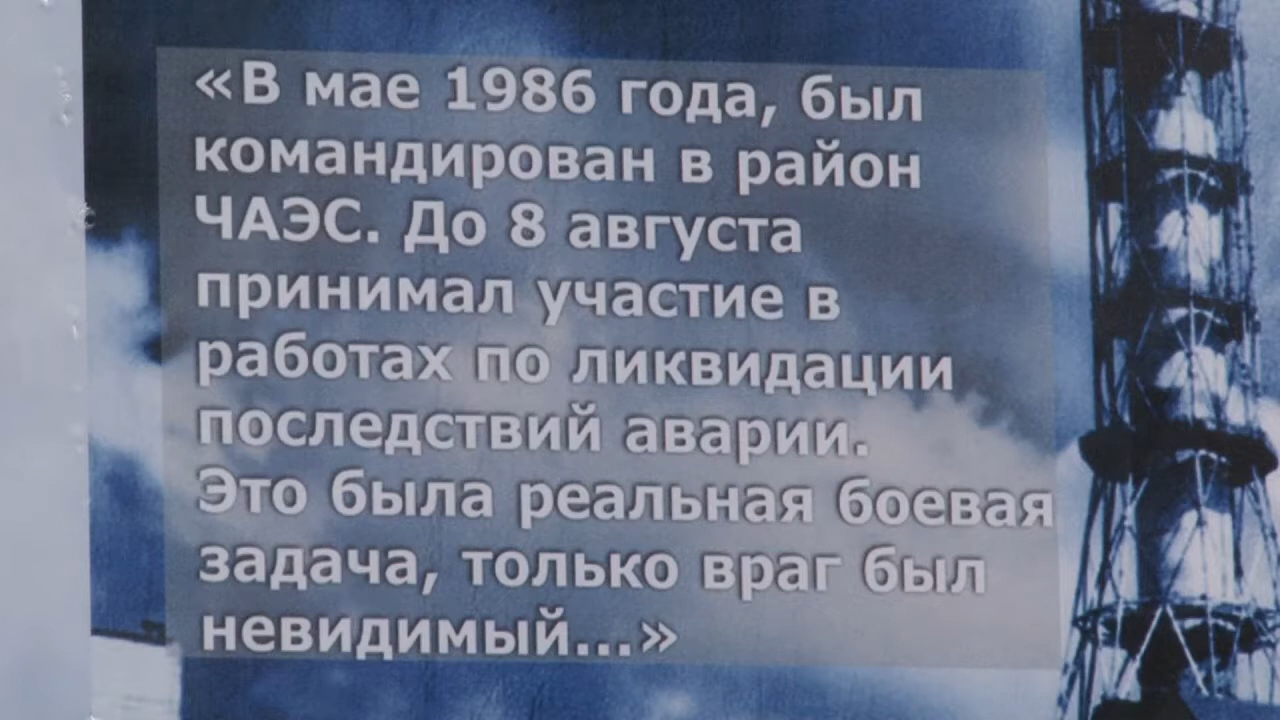 «В мае 1986 года, был
командирован в район
ЧАЭС. До 8 августа
принимал участие в
работах по ликвидации
последствий аварии.
Это была реальная боевая
задача, только враг был
невидимый...»